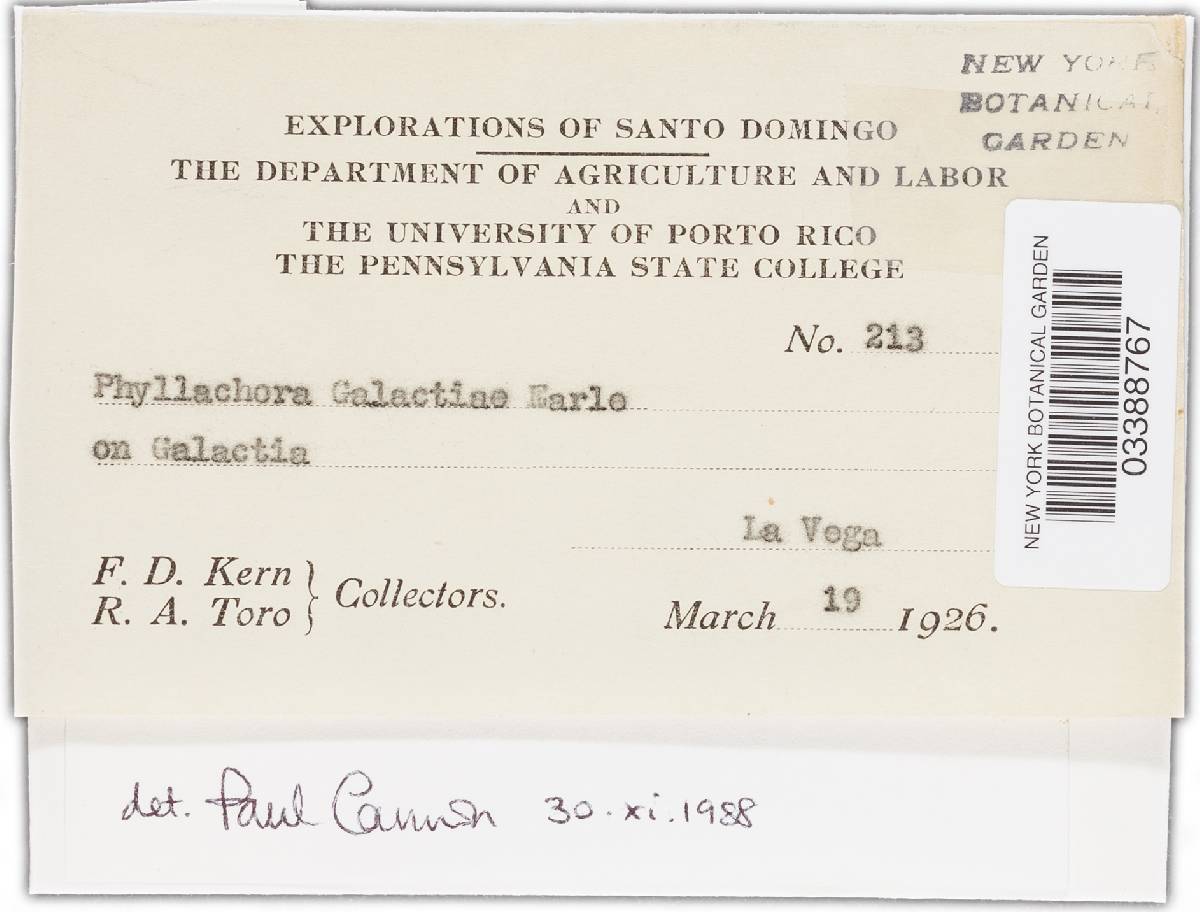 NEW YORK
BOTANICAL
GARDEN
EXPLORATIONS OF SANTO DOMINGO
THE DEPARTMENT OF AGRICULTURE AND LABOR
AND
THE UNIVERSITY OF PORTO RICO
THE PENNSYLVANIA STATE COLLEGE
No. 213
Phyllachora Galactiae Earle
on Galactia
La Vega
F. D. Kern
R. A. Toro
} Collectors.
March 19 1926.
NEW YORK BOTANICAL GARDEN
03388767
det. Paul Cannon 30.xi.1988